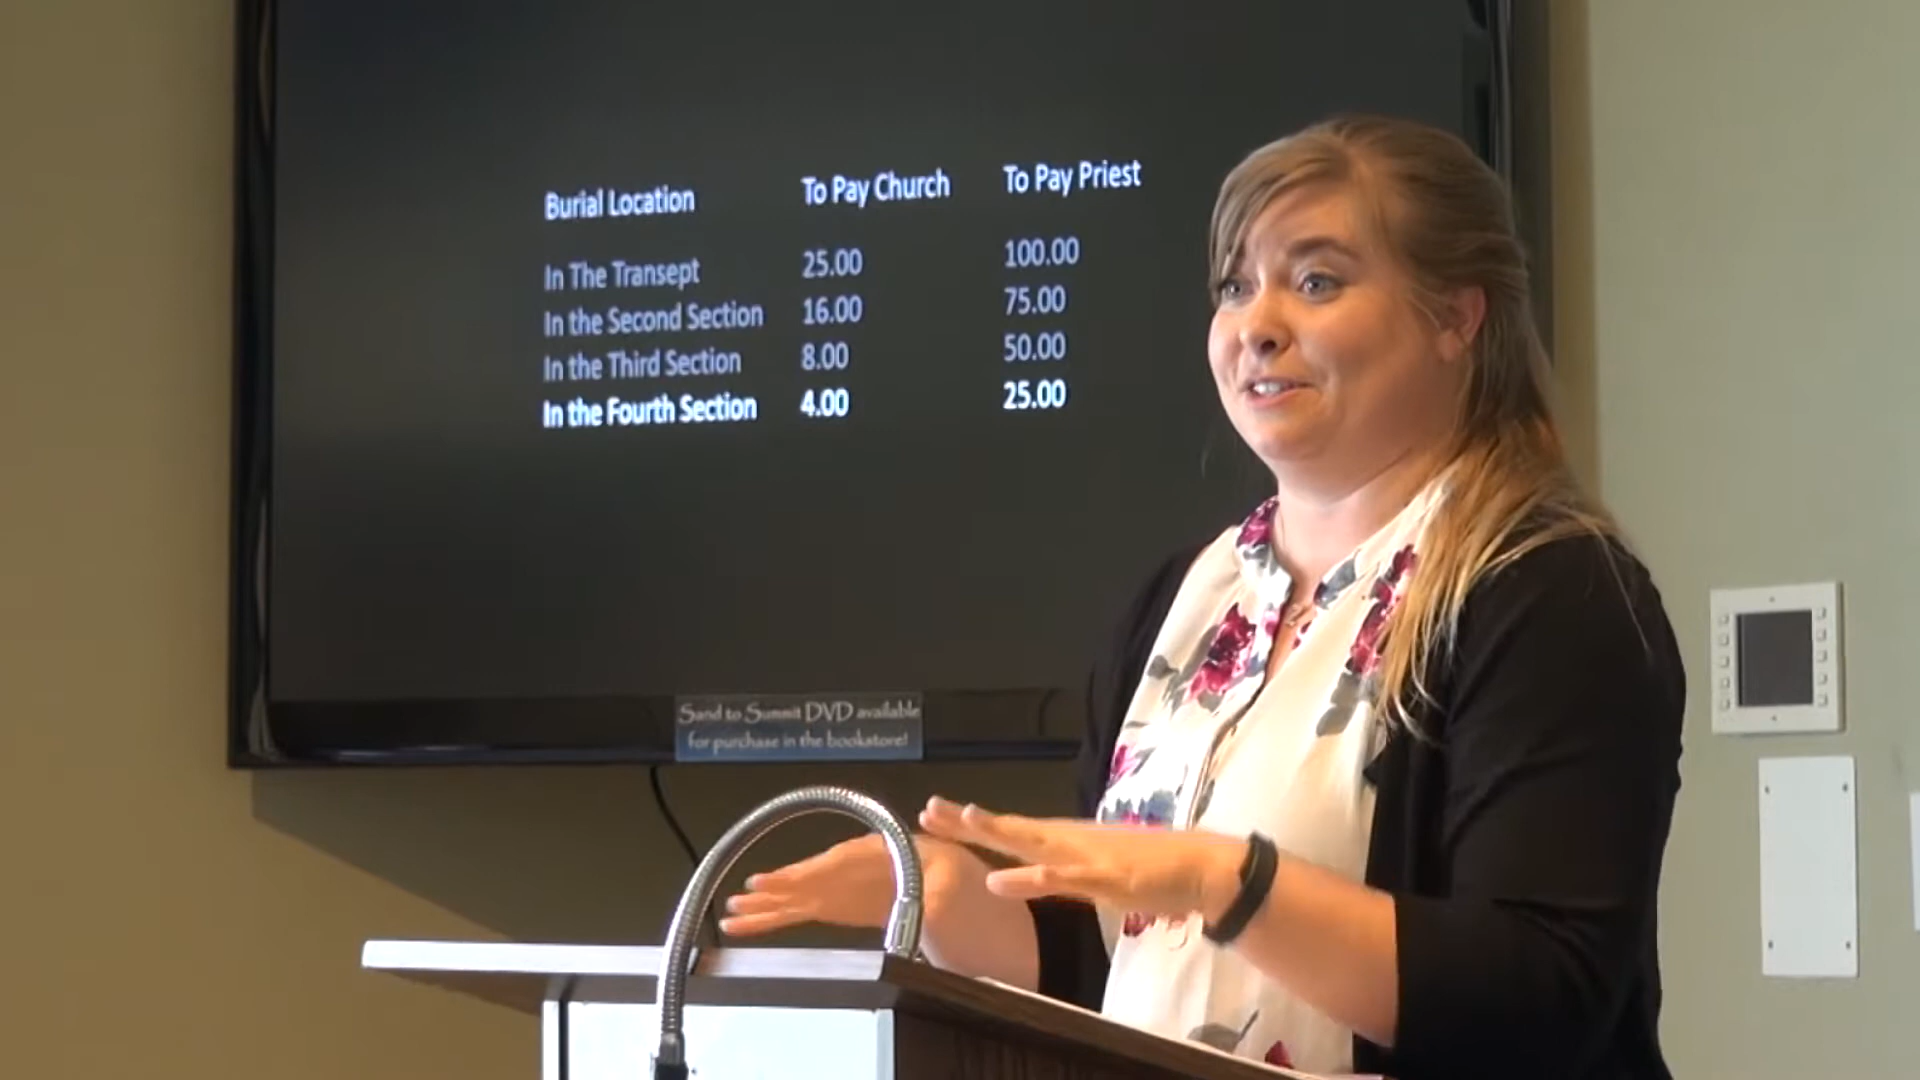 Burial Location To Pay Church To Pay Priest
In The Transept 25.00 100.00
In the Second Section 16.00 75.00
In the Third Section 8.00 50.00
In the Fourth Section 4.00 25.00
Sand to Summit DVD available
for purchase in the bookstore!